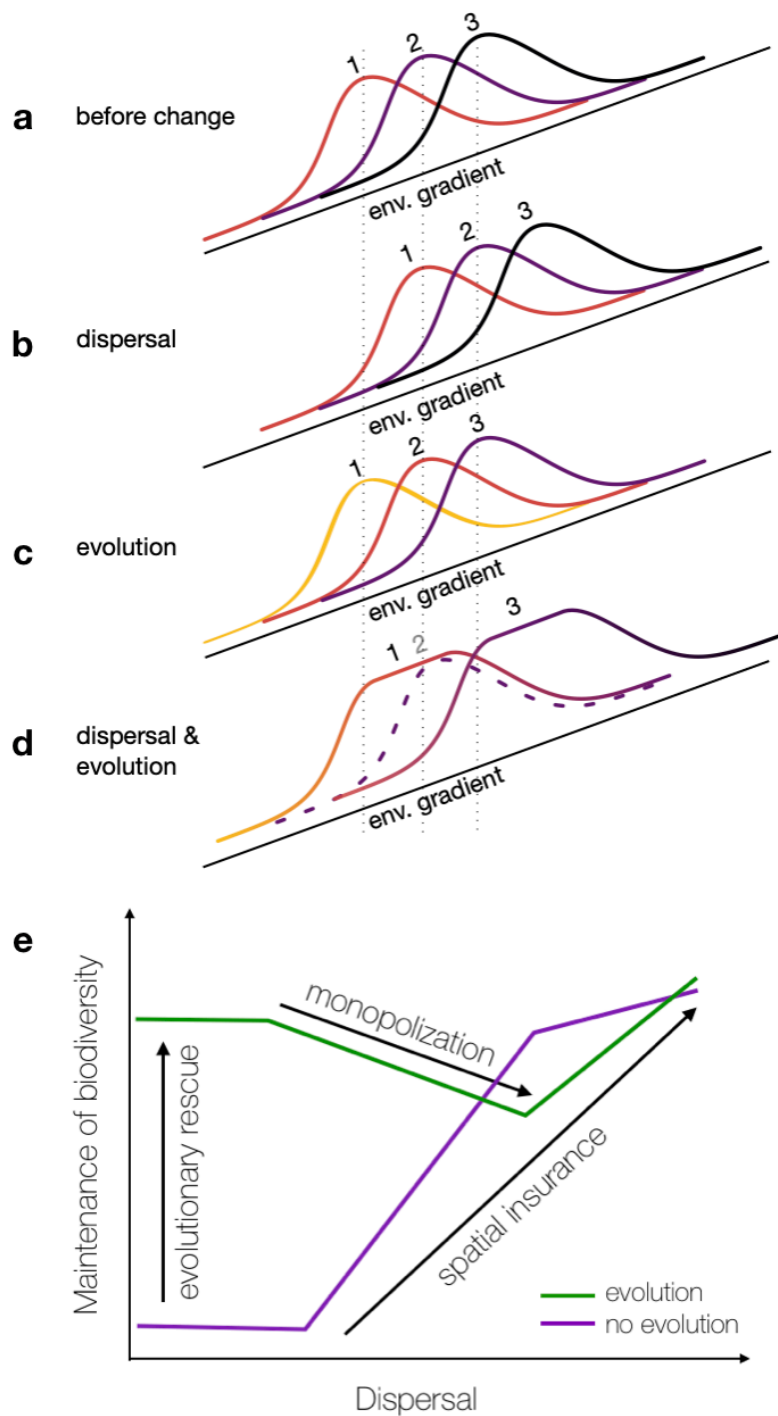 a
before change
1
2
3
env. gradient
b
dispersal
1
2
3
env. gradient
c
evolution
1
2
3
env. gradient
d
dispersal &
evolution
1
2
3
env. gradient
e
Maintenance of biodiversity
evolutionary rescue
monopolization
spatial insurance
evolution
no evolution
Dispersal